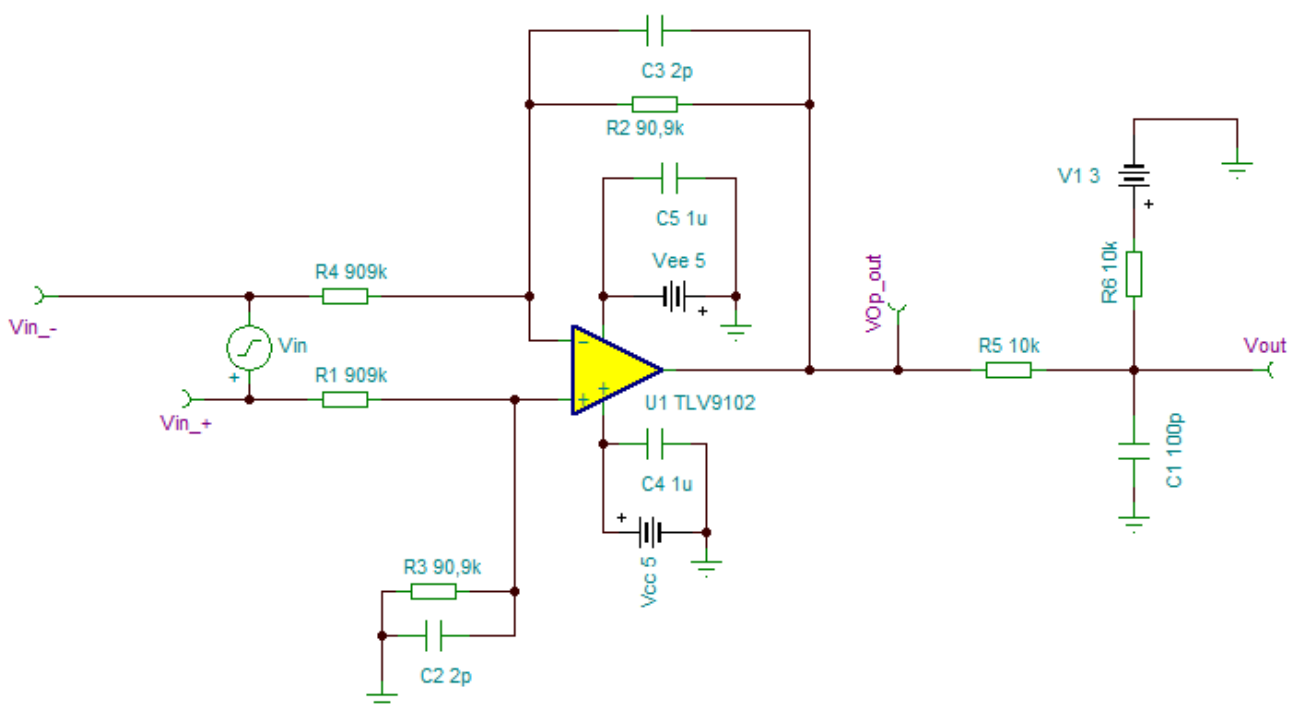 C3 2p
R2 90,9k
V1 3
+
C5 1u
R6 10k
Vee 5
+
R4 909k
VOp_out
Vin_-
Vin
+
R5 10k
Vout
R1 909k
Vin_+
−
+
+
U1 TLV9102
C4 1u
C1 100p
+
Vcc 5
R3 90,9k
C2 2p